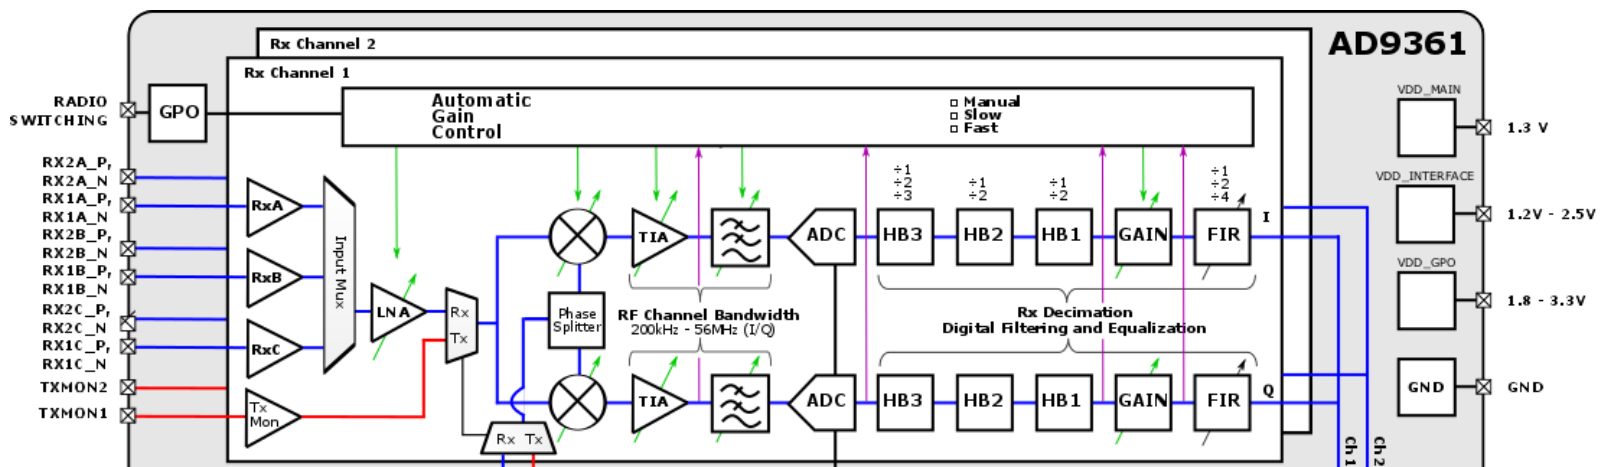 AD9361
Rx Channel 2
Rx Channel 1
RADIO
SWITCHING
GPO
Automatic
Gain
Control
Manual
Slow
Fast
VDD_MAIN
1.3 V
VDD_INTERFACE
1.2V - 2.5V
VDD_GPO
1.8 - 3.3V
GND
GND
RX2A_P,
RX2A_N
RX1A_P,
RX1A_N
RX2B_P,
RX2B_N
RX1B_P,
RX1B_N
RX2C_P,
RX2C_N
RX1C_P,
RX1C_N
TXMON2
TXMON1
RxA
RxB
RxC
Tx
Mon
Input Mux
LNA
Rx
Tx
Phase
Splitter
Rx Tx
TIA
ADC
÷1
÷2
÷3
HB3
÷1
÷2
HB2
÷1
÷2
HB1
GAIN
÷1
÷2
÷4
FIR
I
RF Channel Bandwidth
200kHz - 56MHz (I/Q)
Rx Decimation
Digital Filtering and Equalization
TIA
ADC
HB3
HB2
HB1
GAIN
FIR
Q
Ch 1
Ch 2